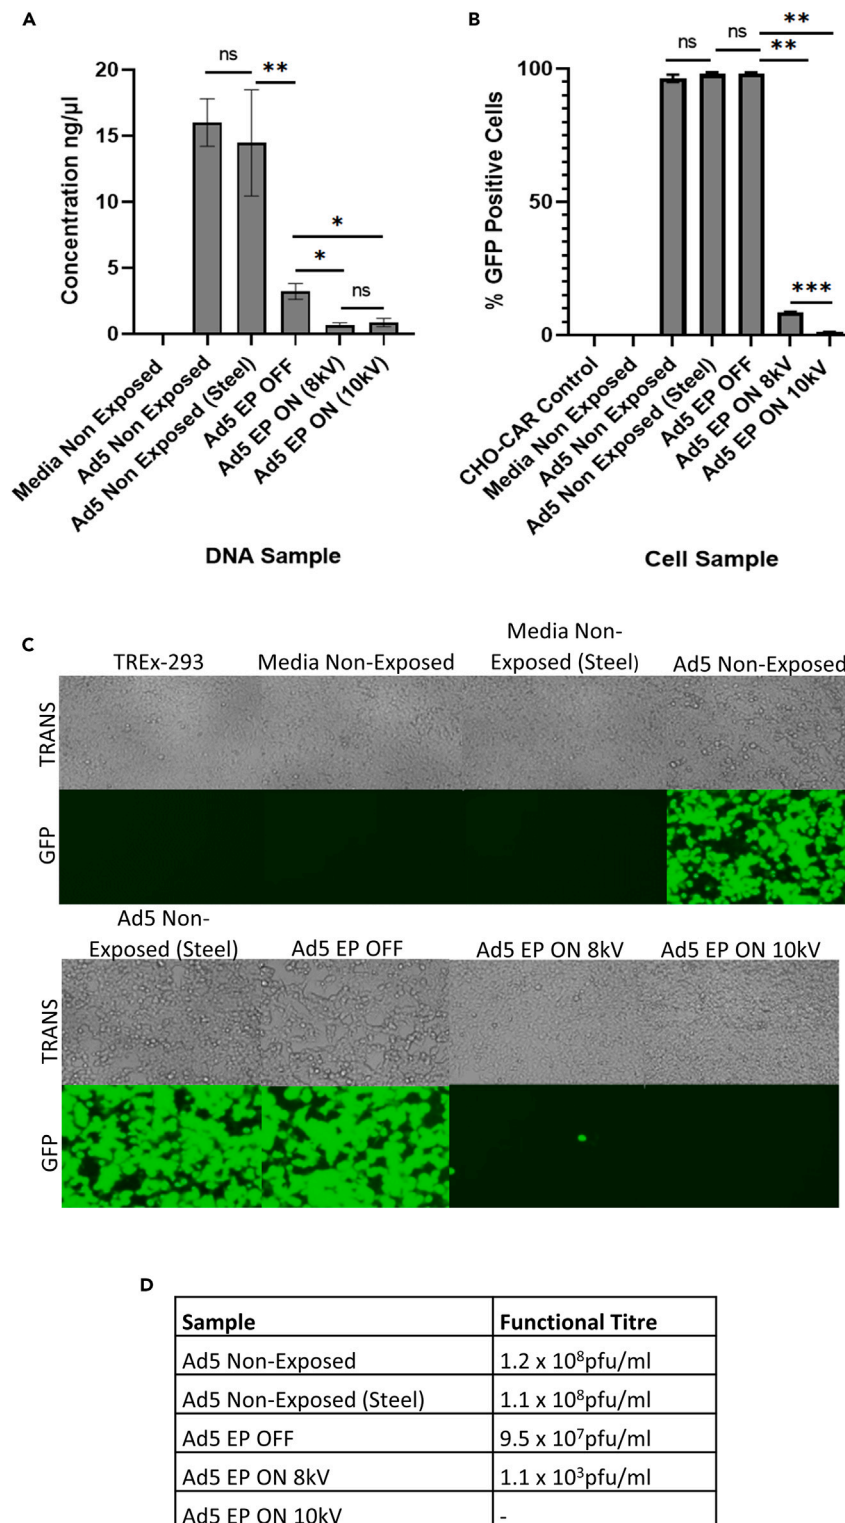 A
Concentration ng/µl
20
15
10
5
0
ns
**
*
*
ns
Media Non Exposed
Ad5 Non Exposed
Ad5 Non Exposed (Steel)
Ad5 EP OFF
Ad5 EP ON (8kV)
Ad5 EP ON (10kV)
DNA Sample
B
% GFP Positive Cells
100
50
0
ns
ns
**
**
***
CHO-CAR Control
Media Non Exposed
Ad5 Non Exposed
Ad5 Non Exposed (Steel)
Ad5 EP OFF
Ad5 EP ON 8kV
Ad5 EP ON 10kV
Cell Sample
C
TREx-293
Media Non-Exposed
Media Non-
Exposed (Steel)
Ad5 Non-Exposed
TRANS
GFP
Ad5 Non-
Exposed (Steel)
Ad5 EP OFF
Ad5 EP ON 8kV
Ad5 EP ON 10kV
TRANS
GFP
D
Sample Functional Titre
Ad5 Non-Exposed 1.2 x 10⁸pfu/ml
Ad5 Non-Exposed (Steel) 1.1 x 10⁸pfu/ml
Ad5 EP OFF 9.5 x 10⁷pfu/ml
Ad5 EP ON 8kV 1.1 x 10³pfu/ml
Ad5 EP ON 10kV -